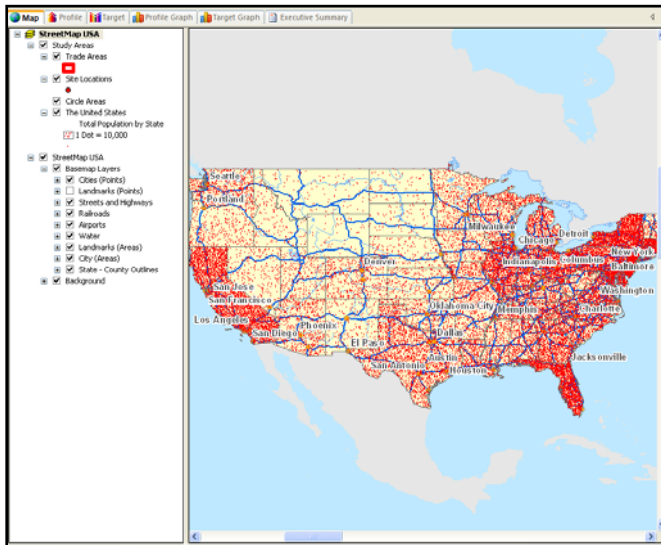 Map
Profile
Target
Profile Graph
Target Graph
Executive Summary
StreetMap USA
Study Areas
Trade Areas
Site Locations
Circle Areas
The United States
Total Population by State
1 Dot = 10,000
StreetMap USA
Basemap Layers
Cities (Points)
Landmarks (Points)
Streets and Highways
Railroads
Airports
Water
Landmarks (Areas)
City (Areas)
State - County Outlines
Background
Seattle
Portland
Milwaukee
Detroit
Chicago
New York
Indianapolis
Columbus
Baltimore
Denver
Washington
San Jose
San Francisco
Oklahoma City
Memphis
Charlotte
Los Angeles
San Diego
Phoenix
Dallas
El Paso
Jacksonville
Austin
San Antonio
Houston